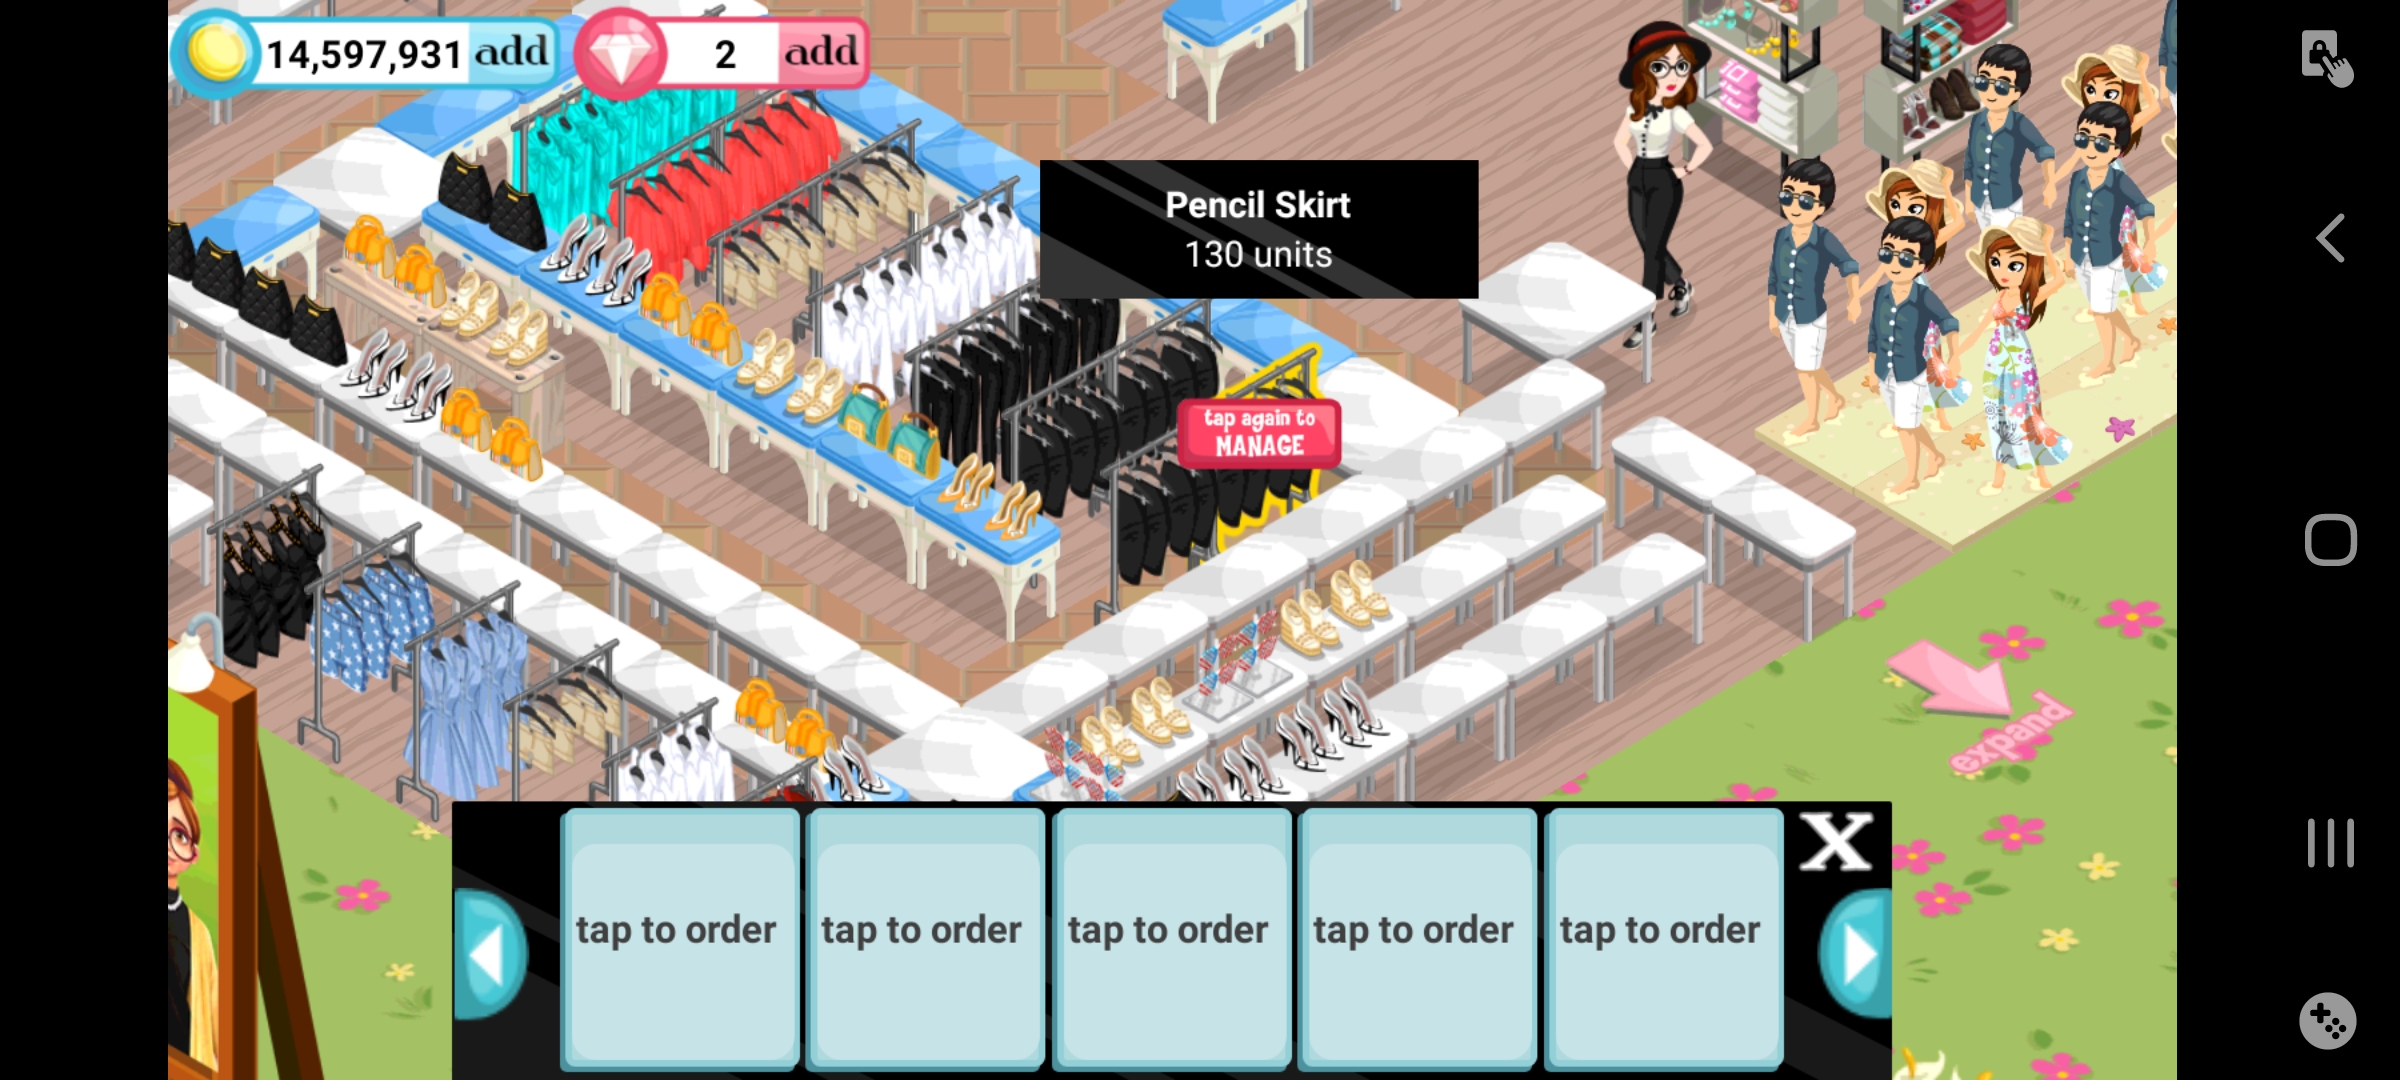 14,597,931 add 2 add
Pencil Skirt
130 units
tap again to
MANAGE
expand
X
tap to order tap to order tap to order tap to order tap to order